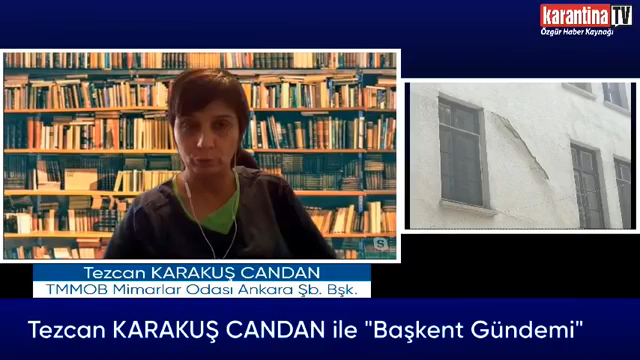 karantina TV
Özgür Haber Kaynağı
Tezcan KARAKUŞ CANDAN
TMMOB Mimarlar Odası Ankara Şb. Bşk.
Tezcan KARAKUŞ CANDAN ile "Başkent Gündemi"